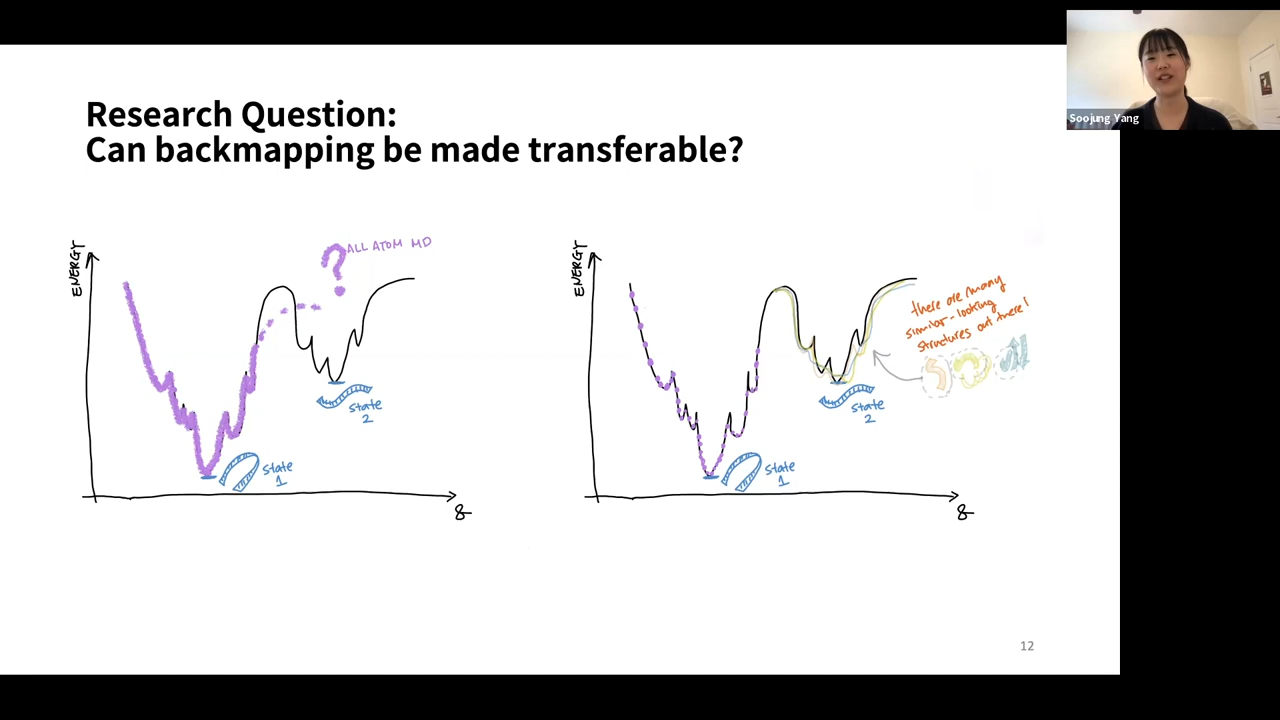 Soojung Yang
Research Question:
Can backmapping be made transferable?
ENERGY
ALL ATOM MD
?
State
2
State
1
ENERGY
there are many
similar-looking
structures out there!
State
2
State
1
12